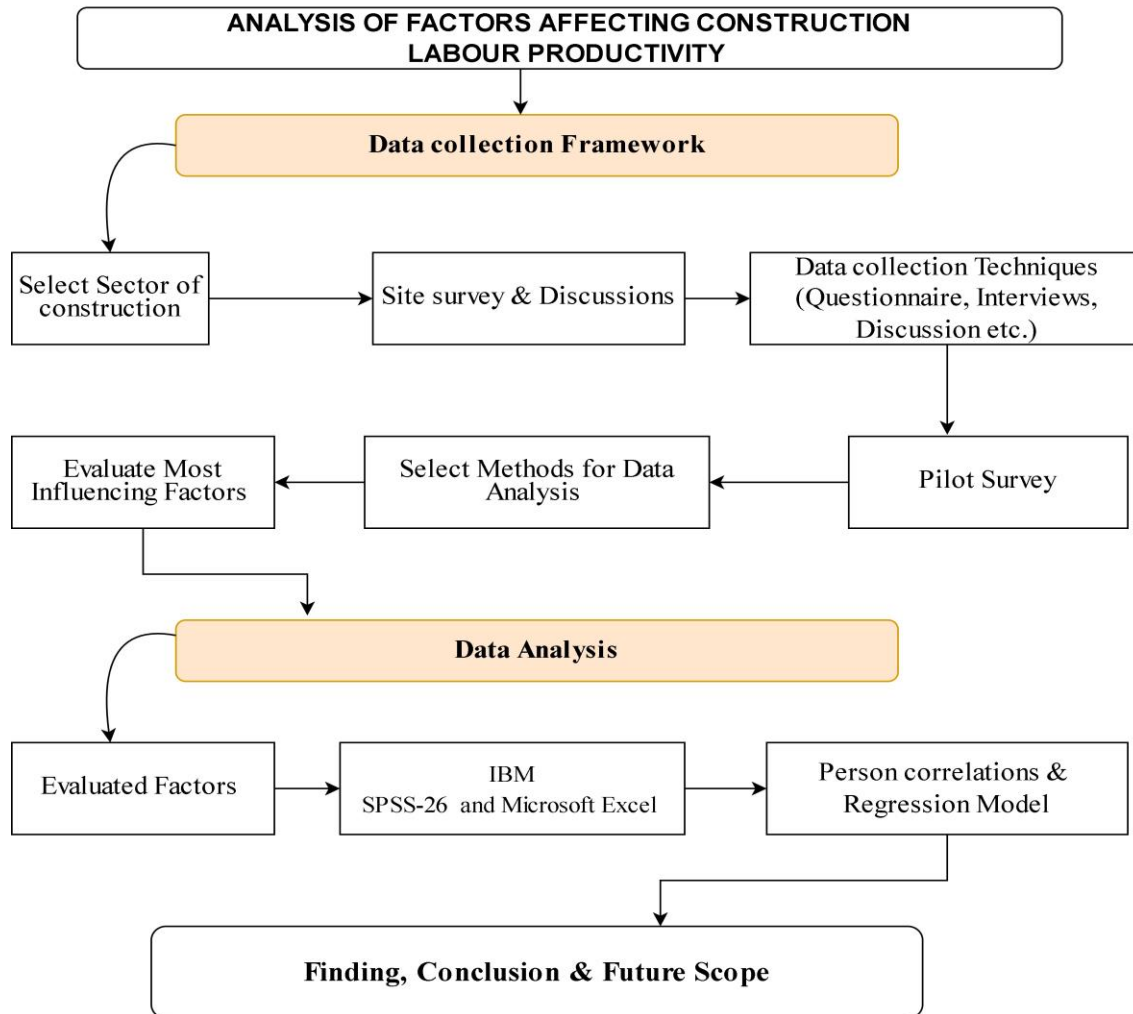 ANALYSIS OF FACTORS AFFECTING CONSTRUCTION
LABOUR PRODUCTIVITY
Data collection Framework
Select Sector of
construction
Site survey & Discussions
Data collection Techniques
(Questionnaire, Interviews,
Discussion etc.)
Evaluate Most
Influencing Factors
Select Methods for Data
Analysis
Pilot Survey
Data Analysis
Evaluated Factors
IBM
SPSS-26 and Microsoft Excel
Person correlations &
Regression Model
Finding, Conclusion & Future Scope